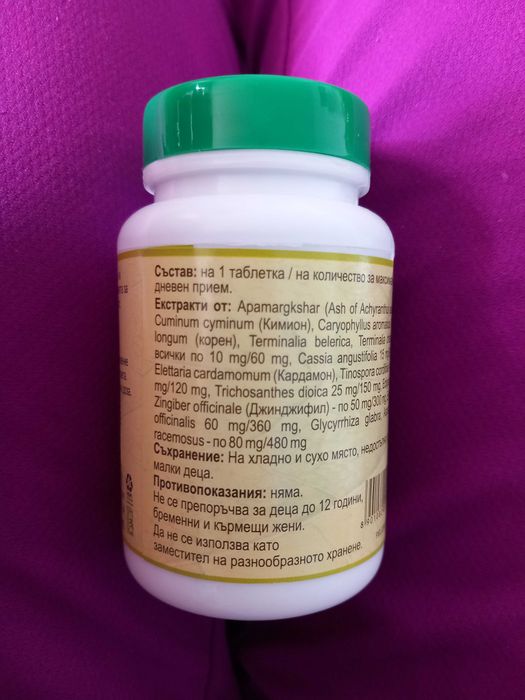 Състав: на 1 таблетка / на количество за
дневен прием.
Екстракти от: Apamargkshar (Ash of
Cuminum cyminum (Кимион), Caryophyllus
longum (корен), Terminalia belerica,
всички по 10 mg/60 mg, Cassia angustifolia 15
Elettaria cardamomum (Кардамон), Tinospora
mg/120 mg, Trichosanthes dioica 25 mg/150 mg,
Zingiber officinale (Джинджифил) - по 50 mg/300
officinalis 60 mg/360 mg, Glycyrrhiza glabra,
racemosus - по 80 mg/480 mg
Съхранение: На хладно и сухо място,
малки деца.
Противопоказания: няма.
Не се препоръчва за деца до 12 години,
бременни и кърмещи жени.
Да не се използва като
заместител на разнообразното хранене.